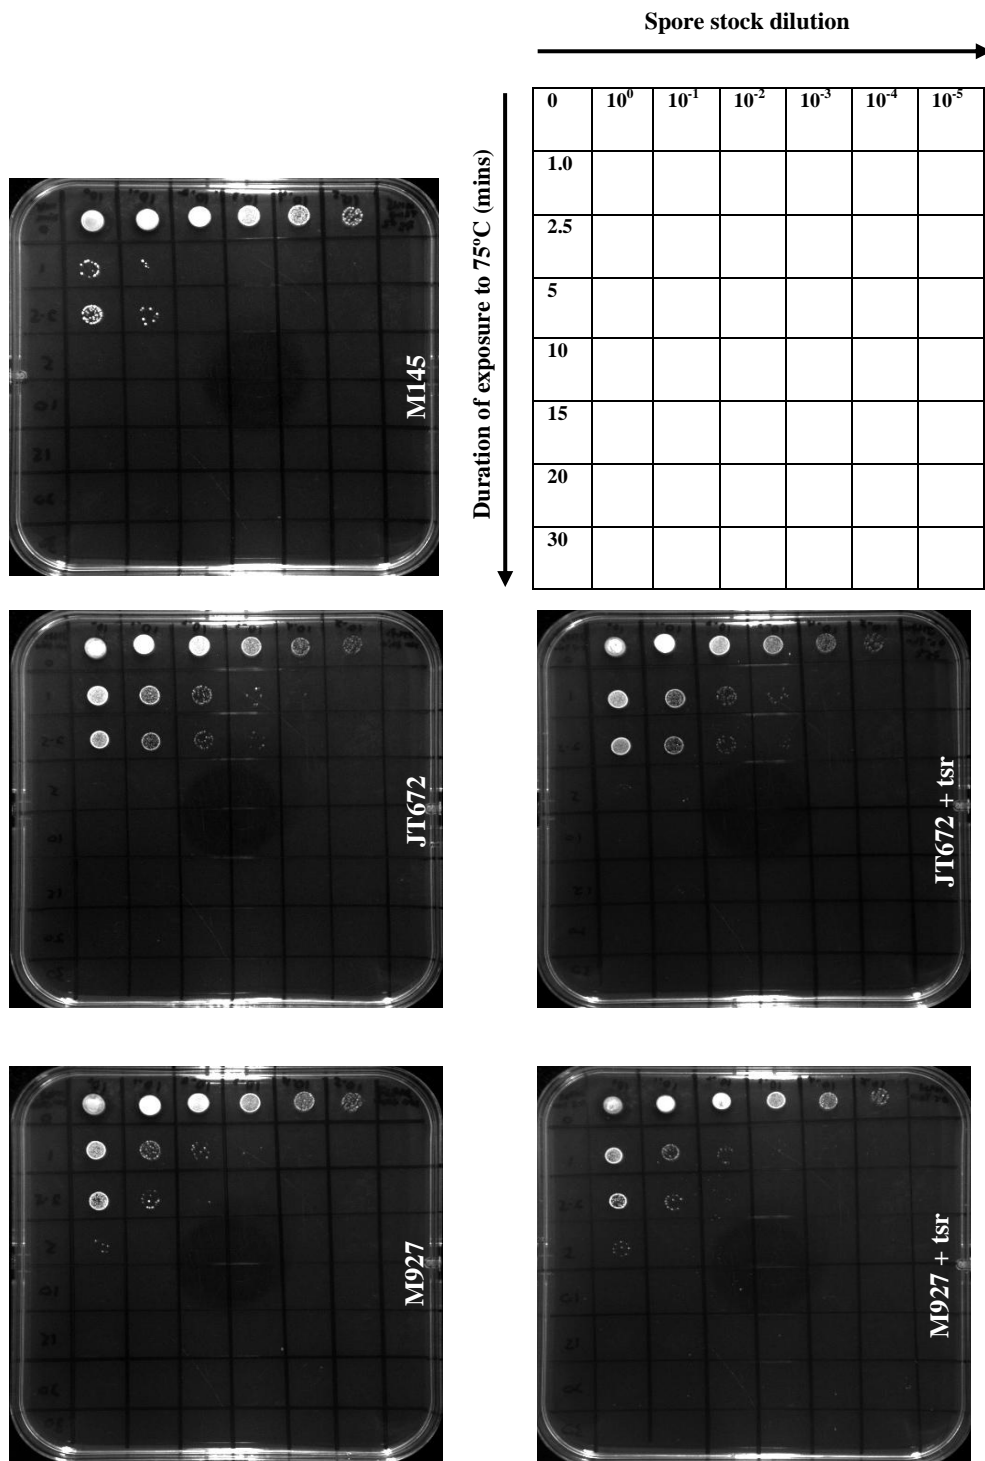 Spore stock dilution
Duration of exposure to 75°C (mins)
0 10⁰ 10⁻¹ 10⁻² 10⁻³ 10⁻⁴ 10⁻⁵
1.0
2.5
5
10
15
20
30
M145
JT672
JT672 + tsr
M927
M927 + tsr